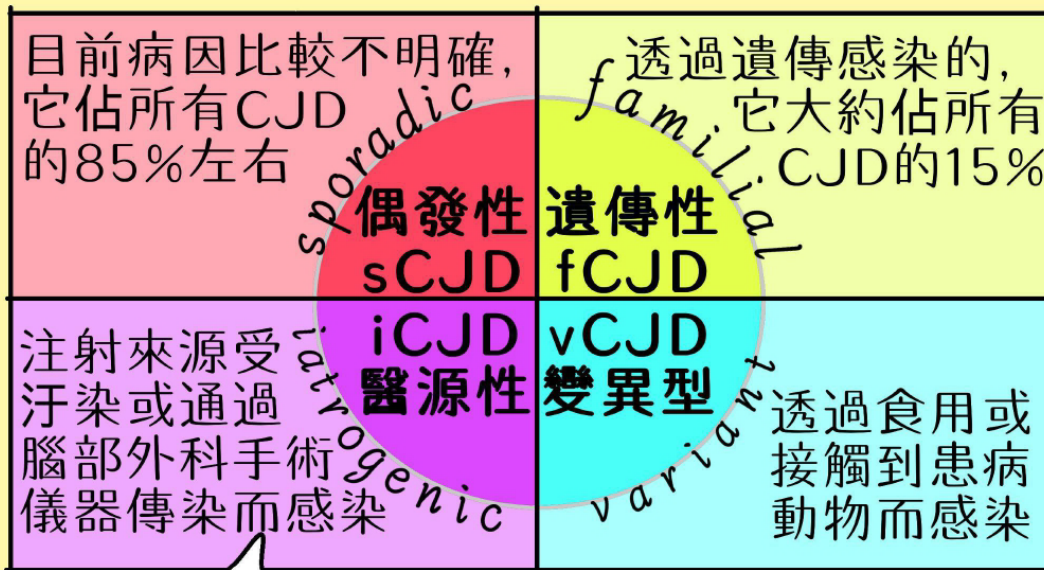 目前病因比較不明確,
它佔所有CJD
的85%左右
sporadic
偶發性
sCJD
透過遺傳感染的,
它大約佔所有
CJD的15%
familial
遺傳性
fCJD
注射來源受
汙染或通過
腦部外科手術
儀器傳染而感染
iatrogenic
iCJD
醫源性
vCJD
變異型
variant
透過食用或
接觸到患病
動物而感染